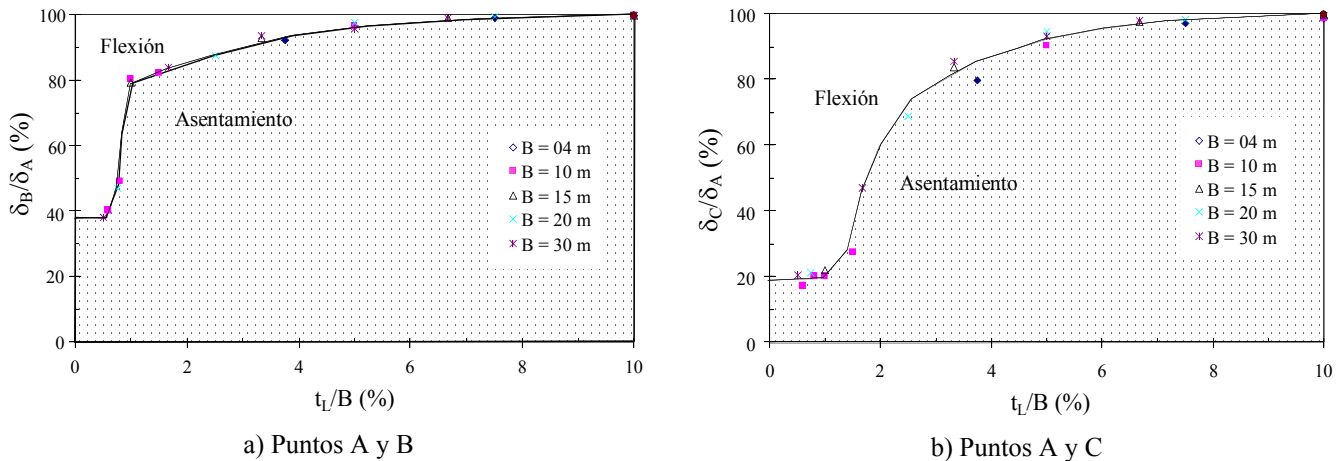 100
80
60
40
20
0
δB/δA (%)
Flexión
Asentamiento
B = 04 m
B = 10 m
B = 15 m
B = 20 m
B = 30 m
0 2 4 6 8 10
tL/B (%)
a) Puntos A y B
100
80
60
40
20
0
δC/δA (%)
Flexión
Asentamiento
B = 04 m
B = 10 m
B = 15 m
B = 20 m
B = 30 m
0 2 4 6 8 10
tL/B (%)
b) Puntos A y C